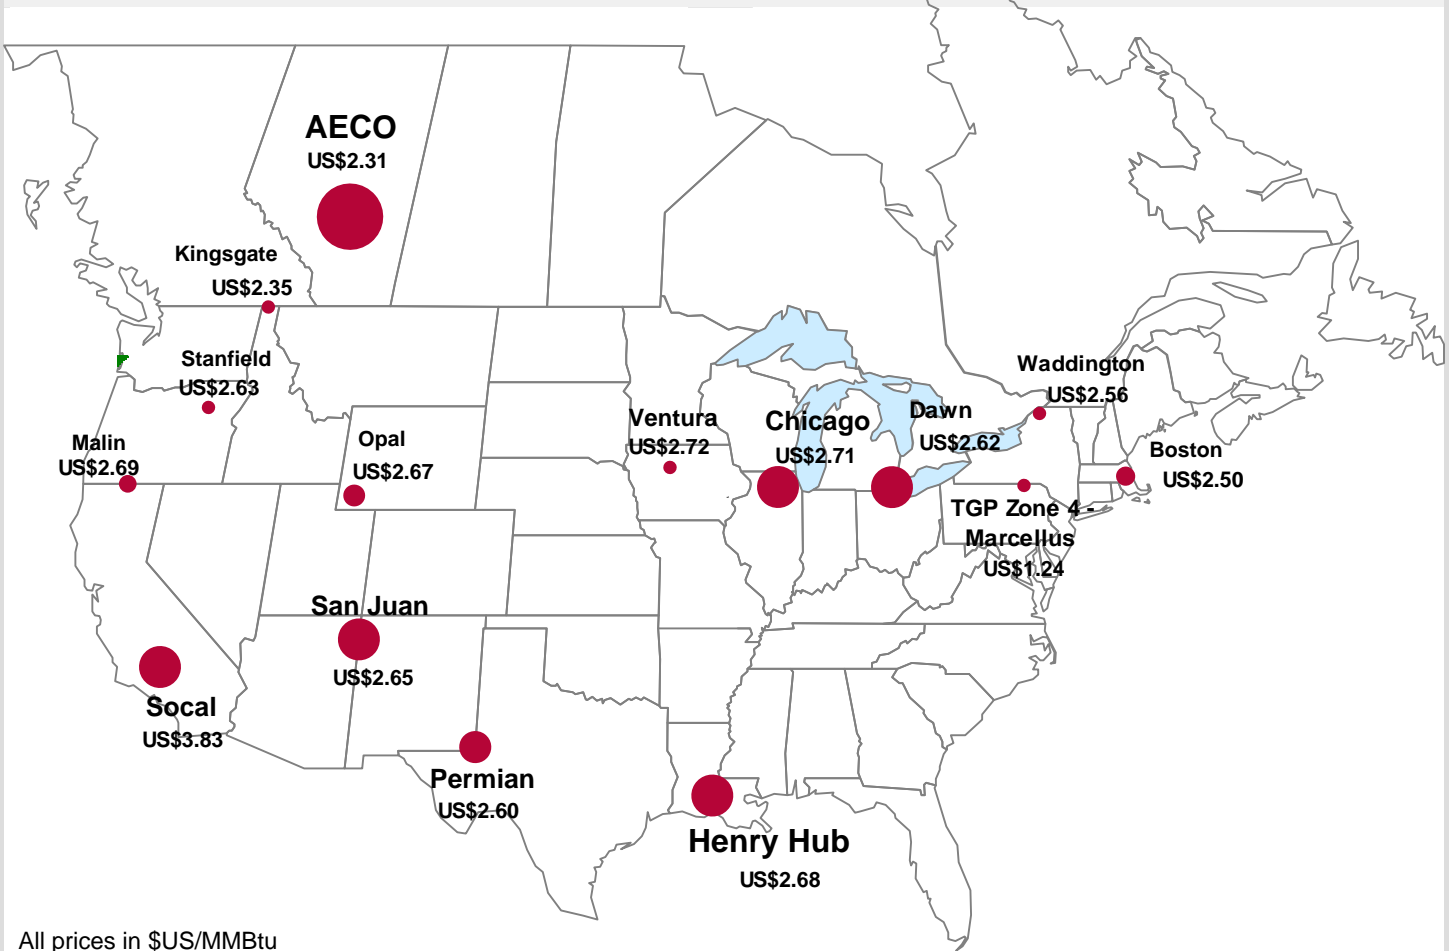 AECO
US$2.31
Kingsgate
US$2.35
Stanfield
US$2.63
Malin
US$2.69
Opal
US$2.67
Ventura
US$2.72
Chicago
US$2.71
Dawn
US$2.62
Waddington
US$2.56
Boston
US$2.50
TGP Zone 4 -
Marcellus
US$1.24
San Juan
US$2.65
Socal
US$3.83
Permian
US$2.60
Henry Hub
US$2.68
All prices in $US/MMBtu